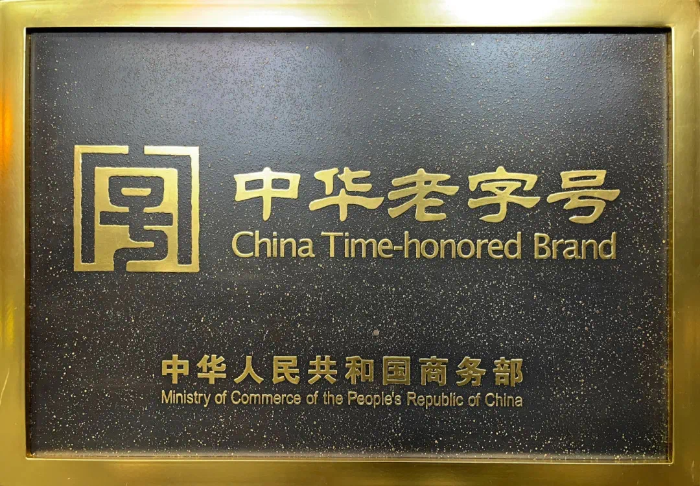 中华老字号
China Time-honored Brand
中华人民共和国商务部
Ministry of Commerce of the People's Republic of China